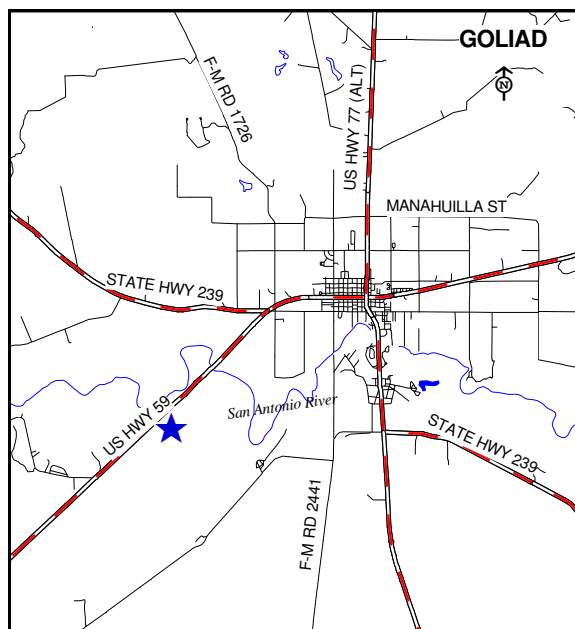 GOLIAD
N
F-M RD 1726
US HWY 77 (ALT)
MANAHUILLA ST
STATE HWY 239
US HWY 59
San Antonio River
STATE HWY 239
F-M RD 2441